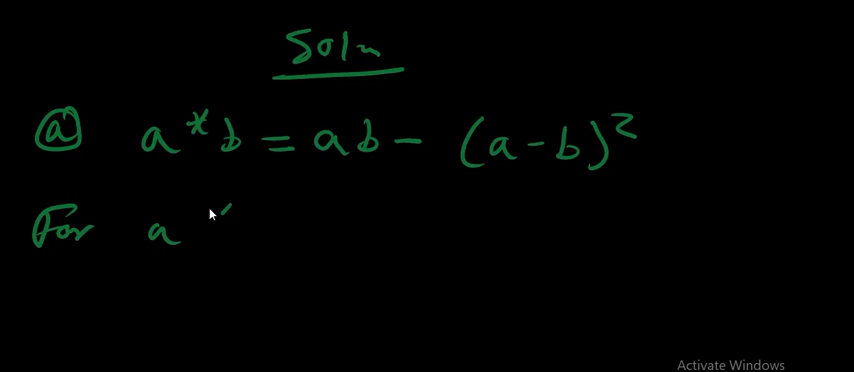 Soln
(a) a * b = ab - (a - b)²
For a
Activate Windows